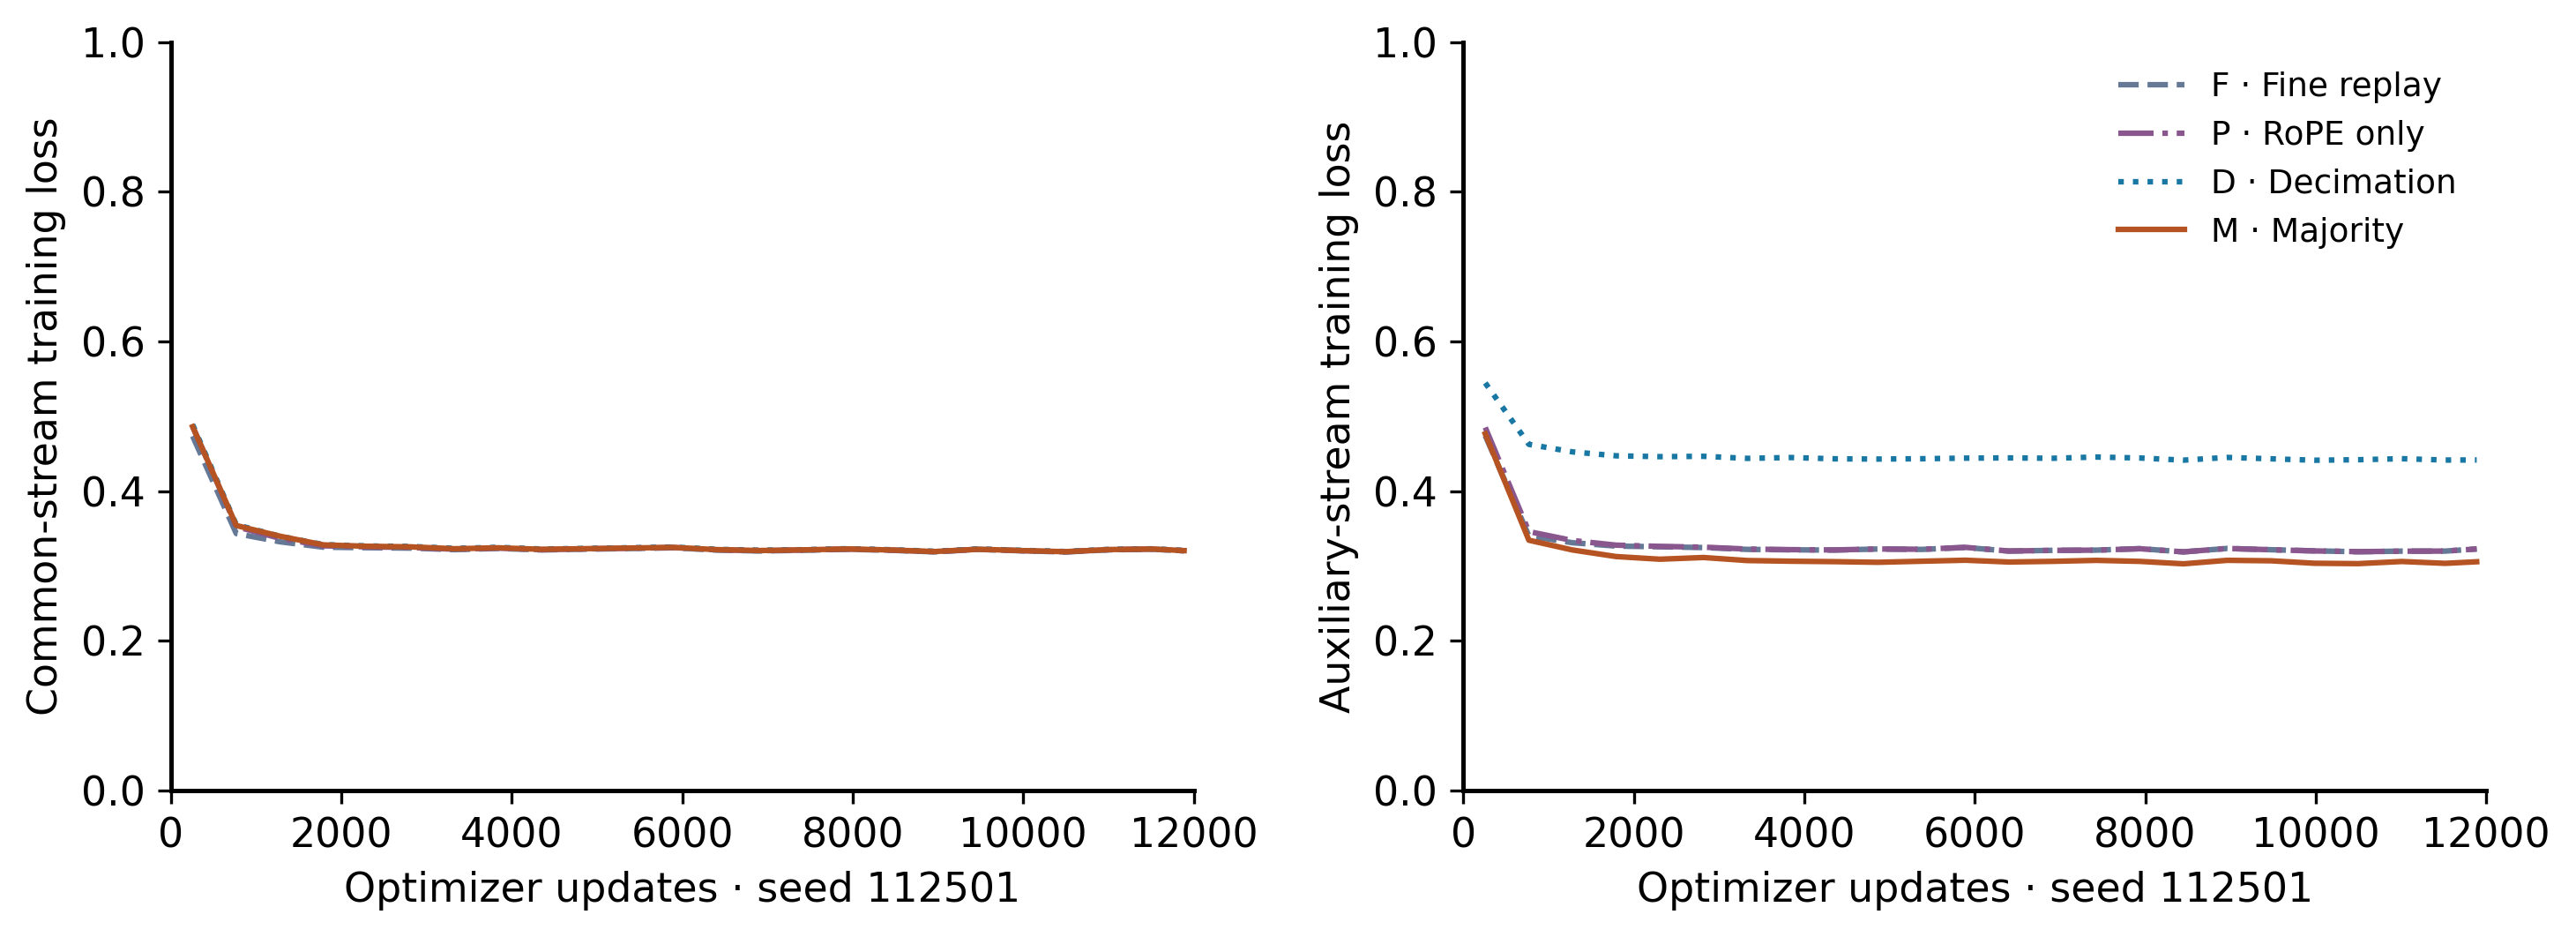 Common-stream training loss
1.0
0.8
0.6
0.4
0.2
0.0
0 2000 4000 6000 8000 10000 12000
Optimizer updates · seed 112501
Auxiliary-stream training loss
1.0
0.8
0.6
0.4
0.2
0.0
F · Fine replay
P · RoPE only
D · Decimation
M · Majority
0 2000 4000 6000 8000 10000 12000
Optimizer updates · seed 112501